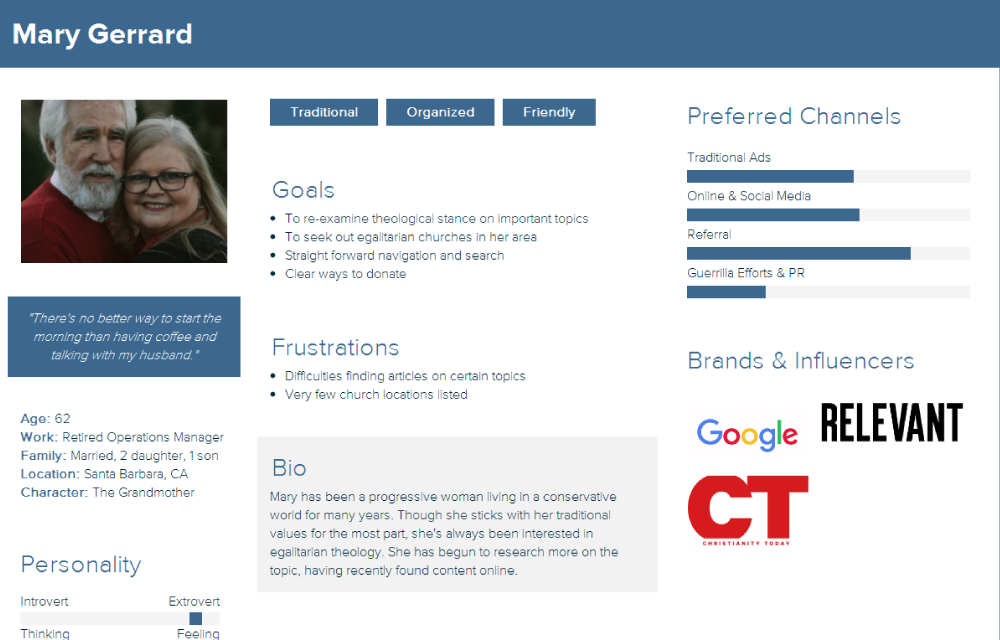 Mary Gerrard
"There's no better way to start the
morning than having coffee and
talking with my husband."
Age: 62
Work: Retired Operations Manager
Family: Married, 2 daughter, 1 son
Location: Santa Barbara, CA
Character: The Grandmother
Personality
Introvert Extrovert
Thinking Feeling
Traditional Organized Friendly
Goals
To re-examine theological stance on important topics
To seek out egalitarian churches in her area
Straight forward navigation and search
Clear ways to donate
Frustrations
Difficulties finding articles on certain topics
Very few church locations listed
Bio
Mary has been a progressive woman living in a conservative
world for many years. Though she sticks with her traditional
values for the most part, she's always been interested in
egalitarian theology. She has begun to research more on the
topic, having recently found content online.
Preferred Channels
Traditional Ads
Online & Social Media
Referral
Guerrilla Efforts & PR
Brands & Influencers
Google RELEVANT
CT
CHRISTIANITY TODAY